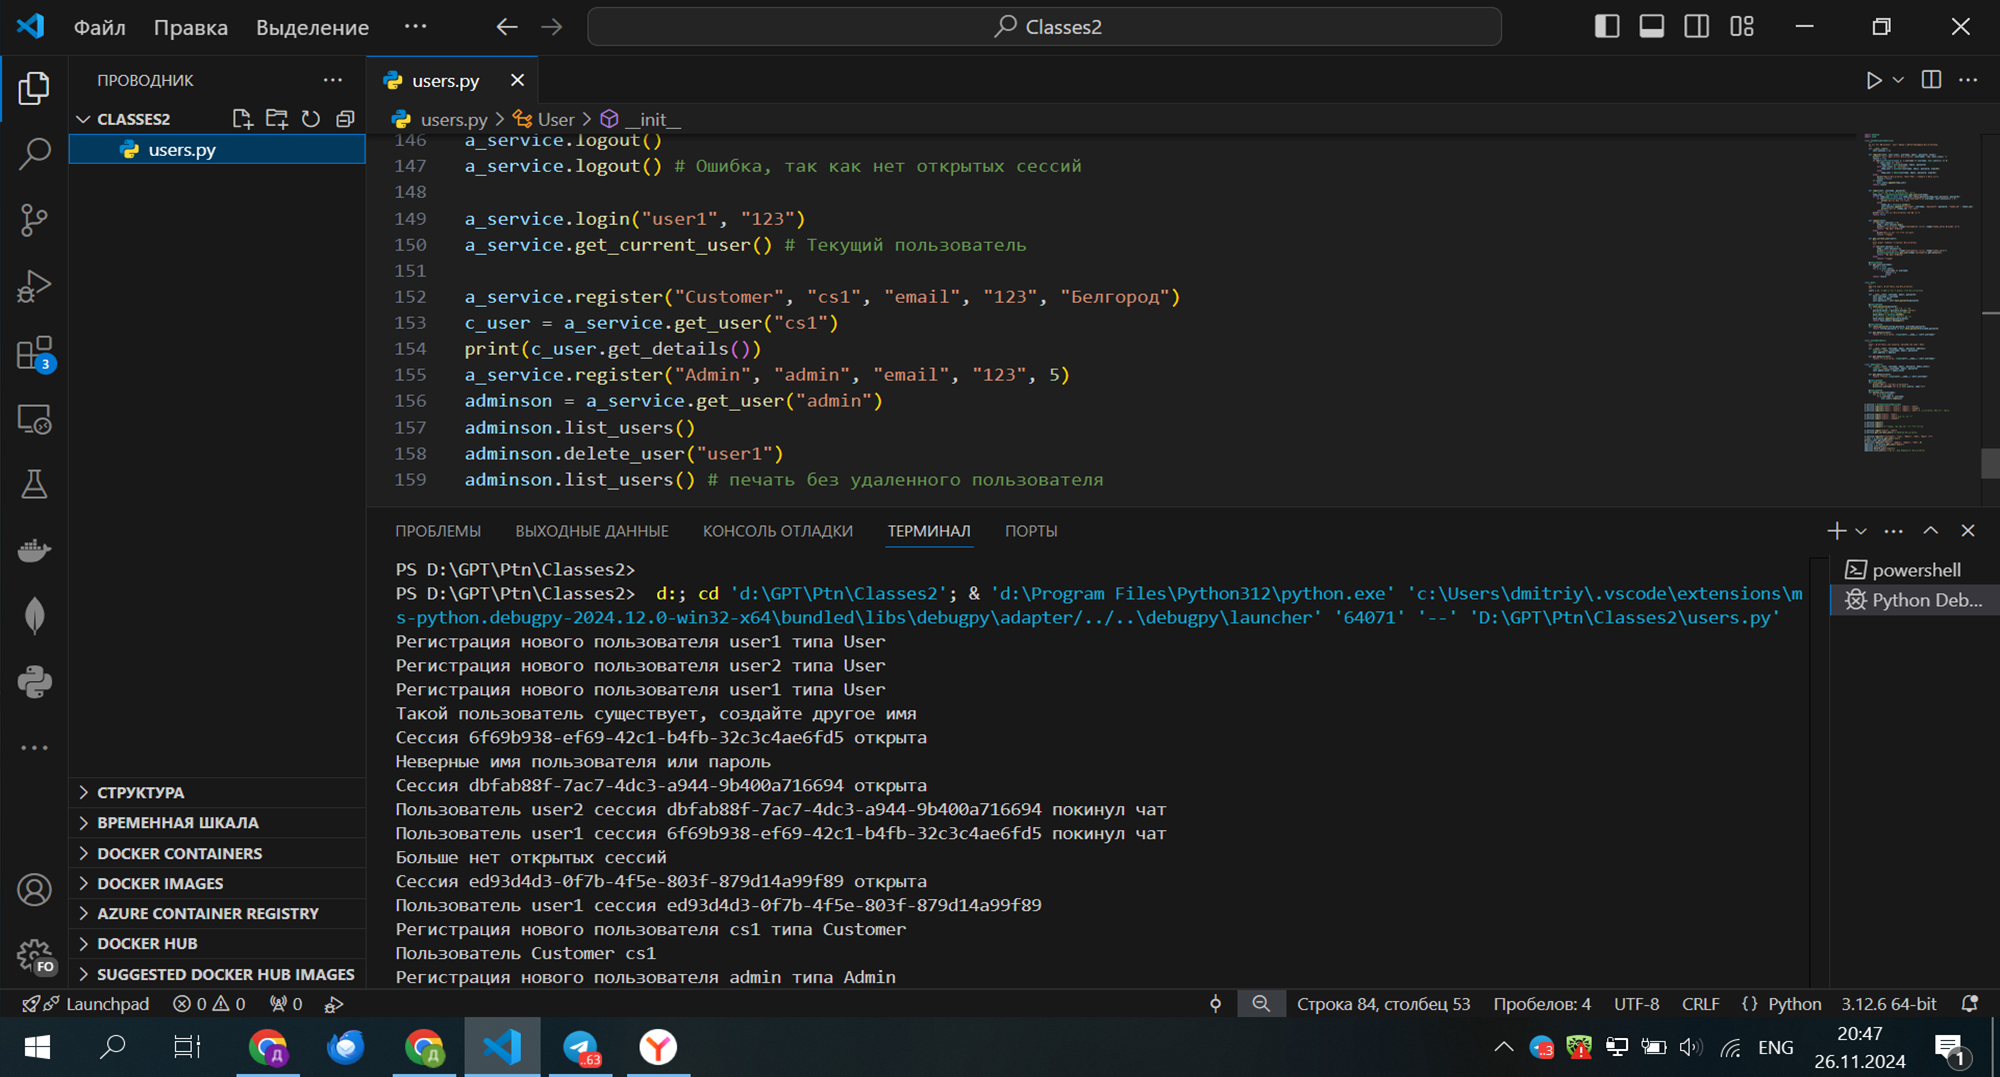 Файл Правка Выделение ··· Classes2
ПРОВОДНИК ···
users.py
CLASSES2
users.py
3
СТРУКТУРА
ВРЕМЕННАЯ ШКАЛА
DOCKER CONTAINERS
DOCKER IMAGES
AZURE CONTAINER REGISTRY
DOCKER HUB
SUGGESTED DOCKER HUB IMAGES
FO
users.py > User > __init__
146 a_service.logout()
147 a_service.logout() # Ошибка, так как нет открытых сессий
148
149 a_service.login("user1", "123")
150 a_service.get_current_user() # Текущий пользователь
151
152 a_service.register("Customer", "cs1", "email", "123", "Белгород")
153 c_user = a_service.get_user("cs1")
154 print(c_user.get_details())
155 a_service.register("Admin", "admin", "email", "123", 5)
156 adminson = a_service.get_user("admin")
157 adminson.list_users()
158 adminson.delete_user("user1")
159 adminson.list_users() # печать без удаленного пользователя
ПРОБЛЕМЫ ВЫХОДНЫЕ ДАННЫЕ КОНСОЛЬ ОТЛАДКИ ТЕРМИНАЛ ПОРТЫ
powershell
Python Deb...
PS D:\GPT\Ptn\Classes2>
PS D:\GPT\Ptn\Classes2> d:; cd 'd:\GPT\Ptn\Classes2'; & 'd:\Program Files\Python312\python.exe' 'c:\Users\dmitriy\.vscode\extensions\m
s-python.debugpy-2024.12.0-win32-x64\bundled\libs\debugpy\adapter/../..\debugpy\launcher' '64071' '--' 'D:\GPT\Ptn\Classes2\users.py'
Регистрация нового пользователя user1 типа User
Регистрация нового пользователя user2 типа User
Регистрация нового пользователя user1 типа User
Такой пользователь существует, создайте другое имя
Сессия 6f69b938-ef69-42c1-b4fb-32c3c4ae6fd5 открыта
Неверные имя пользователя или пароль
Сессия dbfab88f-7ac7-4dc3-a944-9b400a716694 открыта
Пользователь user2 сессия dbfab88f-7ac7-4dc3-a944-9b400a716694 покинул чат
Пользователь user1 сессия 6f69b938-ef69-42c1-b4fb-32c3c4ae6fd5 покинул чат
Больше нет открытых сессий
Сессия ed93d4d3-0f7b-4f5e-803f-879d14a99f89 открыта
Пользователь user1 сессия ed93d4d3-0f7b-4f5e-803f-879d14a99f89
Регистрация нового пользователя cs1 типа Customer
Пользователь Customer cs1
Регистрация нового пользователя admin типа Admin
Launchpad 0 0 0 Строка 84, столбец 53 Пробелов: 4 UTF-8 CRLF {} Python 3.12.6 64-bit
Д Д ..63 Y ..3 ENG 20:47
26.11.2024 1